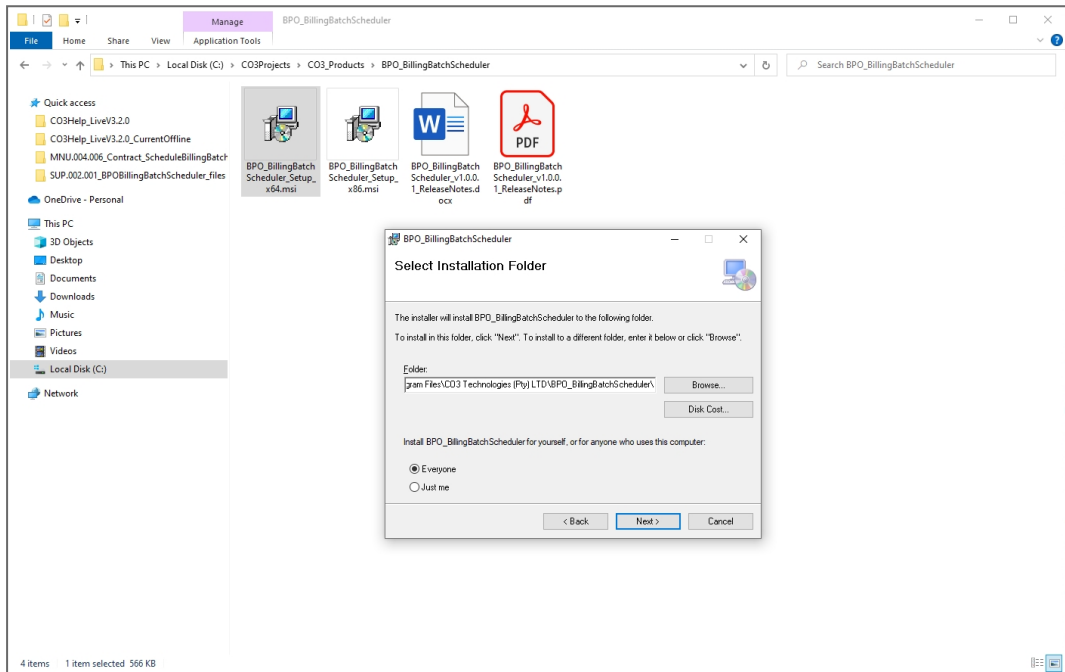 Manage
BPO_BillingBatchScheduler
File
Home
Share
View
Application Tools
This PC > Local Disk (C:) > CO3Projects > CO3_Products > BPO_BillingBatchScheduler
Search BPO_BillingBatchScheduler
Quick access
CO3Help_LiveV3.2.0
CO3Help_LiveV3.2.0_CurrentOffline
MNU.004.006_Contract_ScheduleBillingBatch
SUP.002.001_BPOBillingBatchScheduler_files
OneDrive - Personal
This PC
3D Objects
Desktop
Documents
Downloads
Music
Pictures
Videos
Local Disk (C:)
Network
BPO_BillingBatch
Scheduler_Setup_
x64.msi
BPO_BillingBatch
Scheduler_Setup_
x86.msi
W
BPO_BillingBatch
Scheduler_v1.0.0.
1_ReleaseNotes.d
ocx
PDF
BPO_BillingBatch
Scheduler_v1.0.0.
1_ReleaseNotes.p
df
BPO_BillingBatchScheduler
Select Installation Folder
The installer will install BPO_BillingBatchScheduler to the following folder.
To install in this folder, click "Next". To install to a different folder, enter it below or click "Browse".
Folder:
gram Files\CO3 Technologies (Pty) LTD\BPO_BillingBatchScheduler\
Browse...
Disk Cost...
Install BPO_BillingBatchScheduler for yourself, or for anyone who uses this computer:
Everyone
Just me
< Back
Next >
Cancel
4 items
1 item selected 566 KB